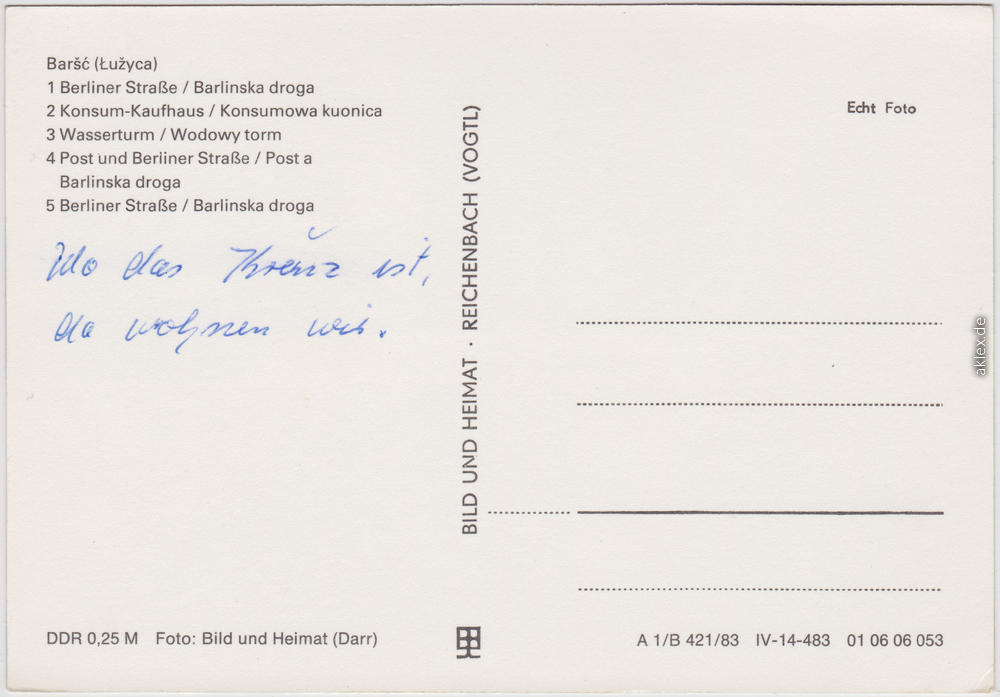 Baršć (Łužyca)
1 Berliner Straße / Barlinska droga
2 Konsum-Kaufhaus / Konsumowa kuonica
3 Wasserturm / Wodowy torm
4 Post und Berliner Straße / Post a
Barlinska droga
5 Berliner Straße / Barlinska droga
Wo das Kreuz ist,
da wohnen wir.
DDR 0,25 M Foto: Bild und Heimat (Darr)
BILD UND HEIMAT · REICHENBACH (VOGTL)
Echt Foto
A 1/B 421/83 IV-14-483 01 06 06 053
aklex.de